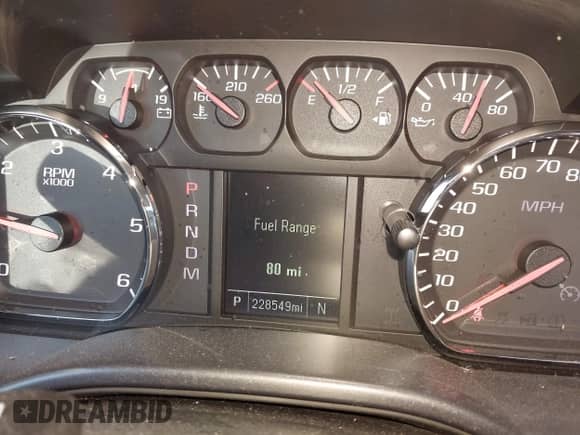 9 14 19
160 210 260
E 1/2 F
0 40 80
2 3 4 5 6
RPM
x1000
P
R
N
D
M
Fuel Range
80 mi
P 228549mi N
0 10 20 30 40 50 60 70 80
MPH
DREAMBID